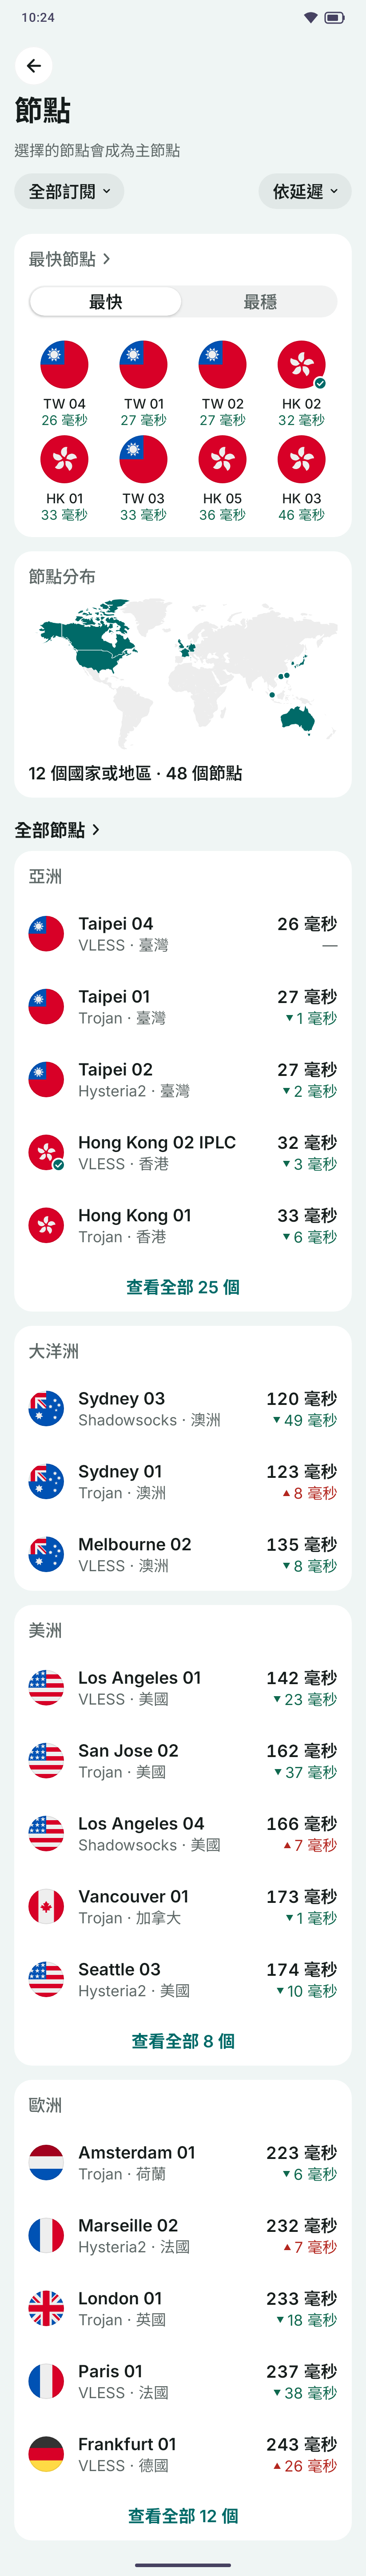 10:24
節點
選擇的節點會成為主節點
全部訂閱
依延遲
最快節點
最快
最穩
TW 04
26 毫秒
TW 01
27 毫秒
TW 02
27 毫秒
HK 02
32 毫秒
HK 01
33 毫秒
TW 03
33 毫秒
HK 05
36 毫秒
HK 03
46 毫秒
節點分布
12 個國家或地區 · 48 個節點
全部節點
亞洲
Taipei 04
26 毫秒
VLESS · 臺灣
—
Taipei 01
27 毫秒
Trojan · 臺灣
▼1 毫秒
Taipei 02
27 毫秒
Hysteria2 · 臺灣
▼2 毫秒
Hong Kong 02 IPLC
32 毫秒
VLESS · 香港
▼3 毫秒
Hong Kong 01
33 毫秒
Trojan · 香港
▼6 毫秒
查看全部 25 個
大洋洲
Sydney 03
120 毫秒
Shadowsocks · 澳洲
▼49 毫秒
Sydney 01
123 毫秒
Trojan · 澳洲
▲8 毫秒
Melbourne 02
135 毫秒
VLESS · 澳洲
▼8 毫秒
美洲
Los Angeles 01
142 毫秒
VLESS · 美國
▼23 毫秒
San Jose 02
162 毫秒
Trojan · 美國
▼37 毫秒
Los Angeles 04
166 毫秒
Shadowsocks · 美國
▲7 毫秒
Vancouver 01
173 毫秒
Trojan · 加拿大
▼1 毫秒
Seattle 03
174 毫秒
Hysteria2 · 美國
▼10 毫秒
查看全部 8 個
歐洲
Amsterdam 01
223 毫秒
Trojan · 荷蘭
▼6 毫秒
Marseille 02
232 毫秒
Hysteria2 · 法國
▲7 毫秒
London 01
233 毫秒
Trojan · 英國
▼18 毫秒
Paris 01
237 毫秒
VLESS · 法國
▼38 毫秒
Frankfurt 01
243 毫秒
VLESS · 德國
▲26 毫秒
查看全部 12 個